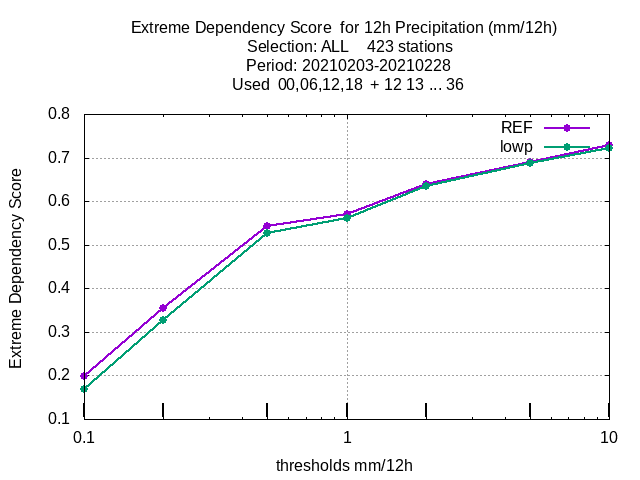 Extreme Dependency Score  for 12h Precipitation (mm/12h)
Selection: ALL    423 stations
Period: 20210203-20210228
Used  00,06,12,18  + 12 13 ... 36
REF
lowp
Extreme Dependency Score
0.8
0.7
0.6
0.5
0.4
0.3
0.2
0.1
0.1
1
10
thresholds mm/12h